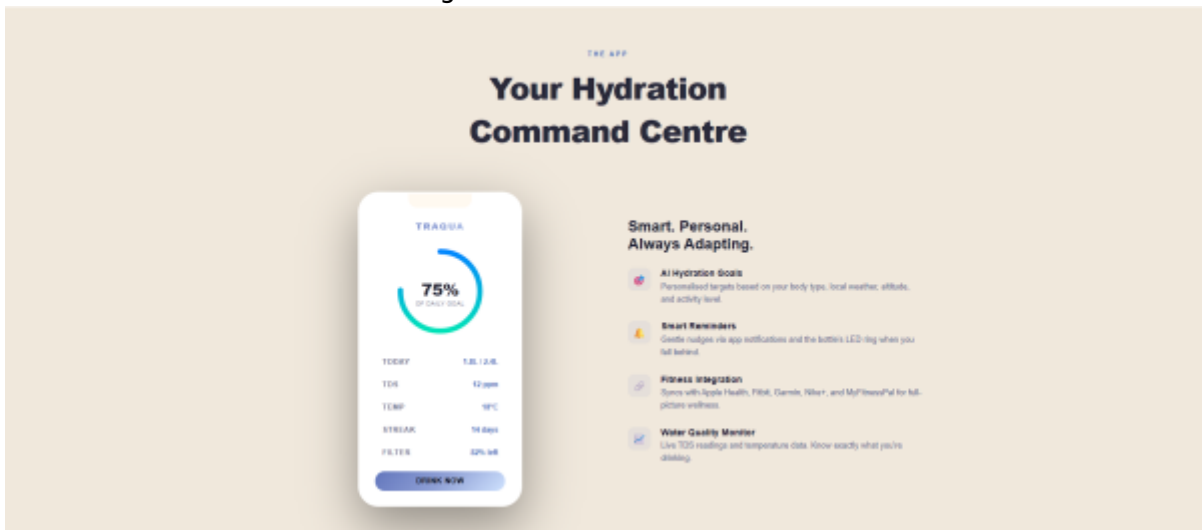 THE APP
Your Hydration
Command Centre
TRAQUA
75%
OF DAILY GOAL
TODAY
TDS 12 ppm
TEMP 18°C
STREAK 14 days
FILTER 82% left
DRINK NOW
Smart. Personal.
Always Adapting.
AI Hydration Goals
Personalised targets based on your body type, local weather, altitude,
and activity level.
Smart Reminders
Gentle nudges via app notifications and the bottle's LED ring when you
fall behind.
Fitness Integration
Syncs with Apple Health, Fitbit, Garmin, Nike+, and MyFitnessPal for full-
picture wellness.
Water Quality Monitor
Live TDS readings and temperature data. Know exactly what you're
drinking.